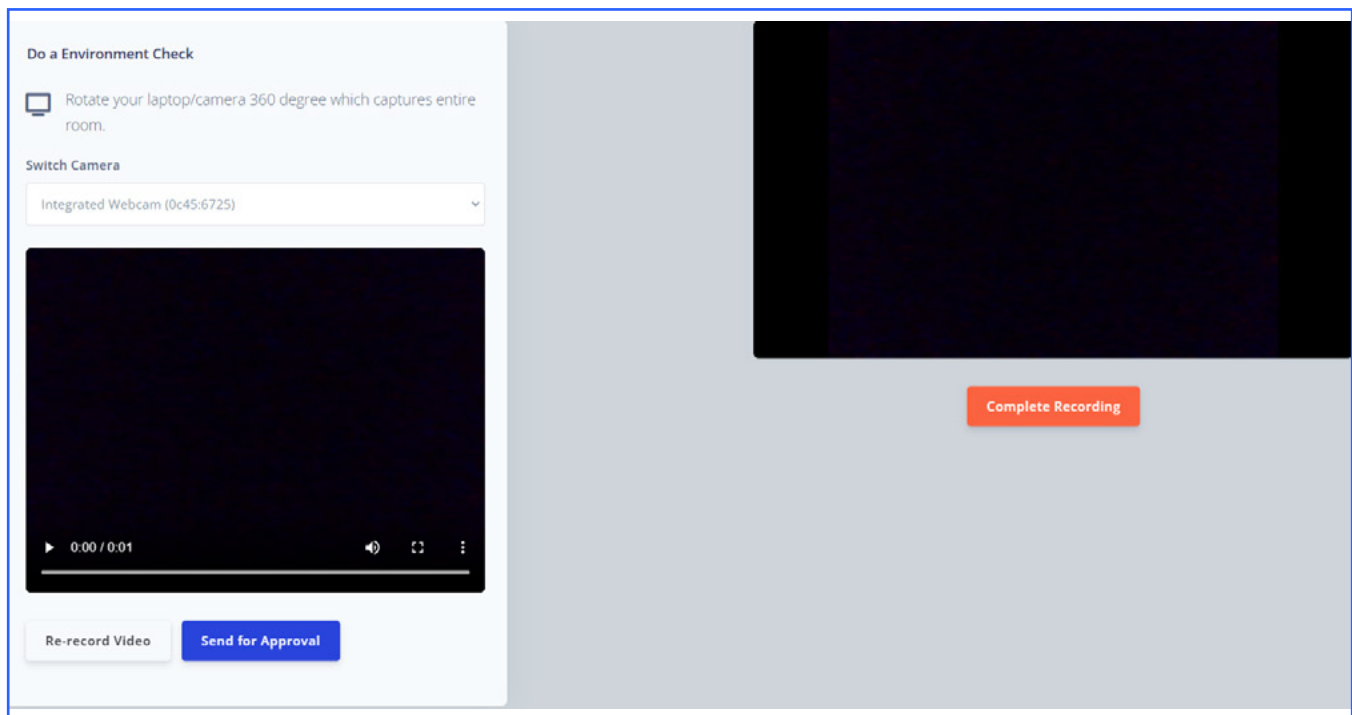 Do a Environment Check
Rotate your laptop/camera 360 degree which captures entire
room.
Switch Camera
Integrated Webcam (0c45:6725)
0:00 / 0:01
Re-record Video
Send for Approval
Complete Recording